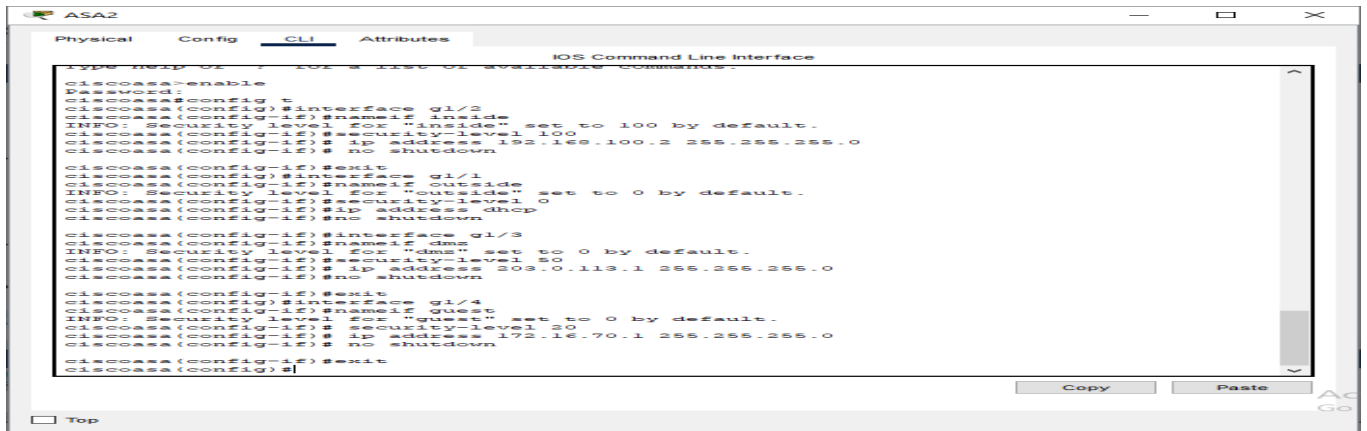 ASA2
Physical Config CLI Attributes
IOS Command Line Interface
Type help or '?' for a list of available commands.
ciscoasa>enable
Password:
ciscoasa#config t
ciscoasa(config)#interface g1/2
ciscoasa(config-if)#nameif inside
INFO: Security level for "inside" set to 100 by default.
ciscoasa(config-if)#security-level 100
ciscoasa(config-if)# ip address 192.168.100.2 255.255.255.0
ciscoasa(config-if)# no shutdown
ciscoasa(config-if)#exit
ciscoasa(config)#interface g1/1
ciscoasa(config-if)#nameif outside
INFO: Security level for "outside" set to 0 by default.
ciscoasa(config-if)#security-level 0
ciscoasa(config-if)#ip address dhcp
ciscoasa(config-if)#no shutdown
ciscoasa(config-if)#interface g1/3
ciscoasa(config-if)#nameif dmz
INFO: Security level for "dmz" set to 0 by default.
ciscoasa(config-if)#security-level 50
ciscoasa(config-if)# ip address 203.0.113.1 255.255.255.0
ciscoasa(config-if)#no shutdown
ciscoasa(config-if)#exit
ciscoasa(config)#interface g1/4
ciscoasa(config-if)#nameif guest
INFO: Security level for "guest" set to 0 by default.
ciscoasa(config-if)# security-level 20
ciscoasa(config-if)# ip address 172.16.70.1 255.255.255.0
ciscoasa(config-if)# no shutdown
ciscoasa(config-if)#exit
ciscoasa(config)#
Copy Paste
Ac
Go
Top